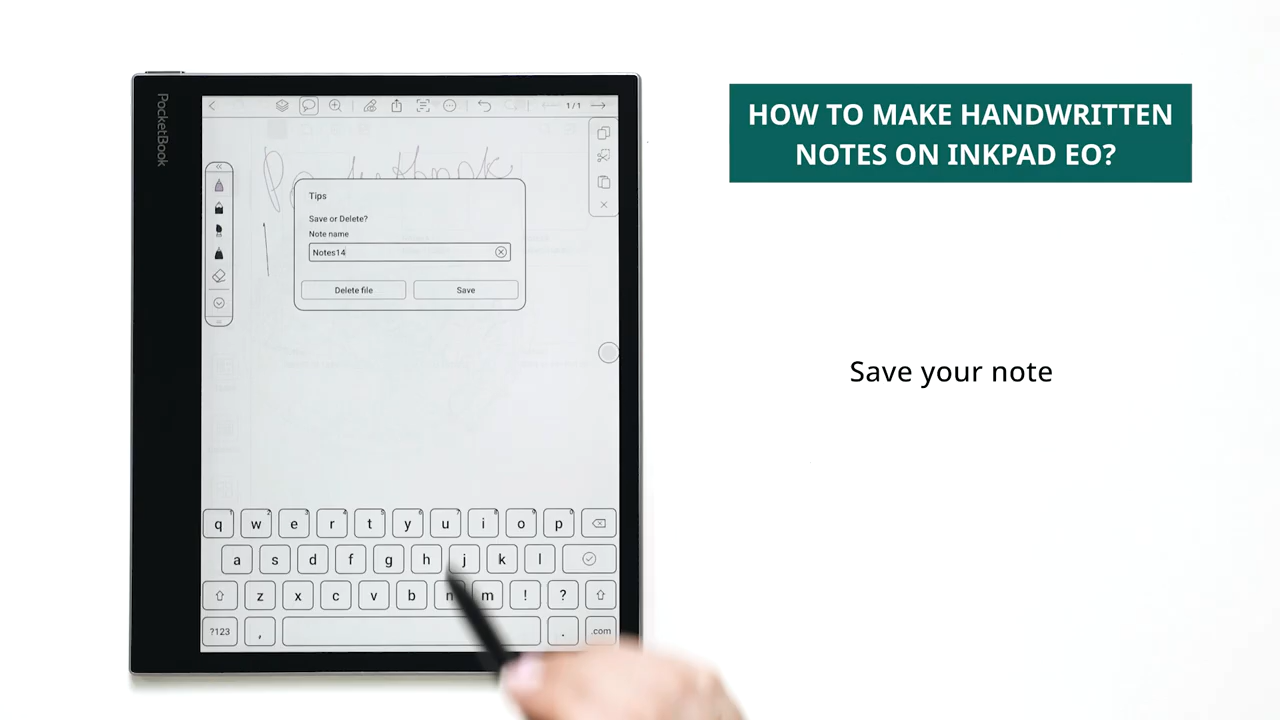 PocketBook
1/1
Tips
Save or Delete?
Note name
Notes14
Delete file
Save
q w e r t y u i o p
a s d f g h j k l
z x c v b n m ! ?
?123 , . .com
HOW TO MAKE HANDWRITTEN
NOTES ON INKPAD EO?
Save your note